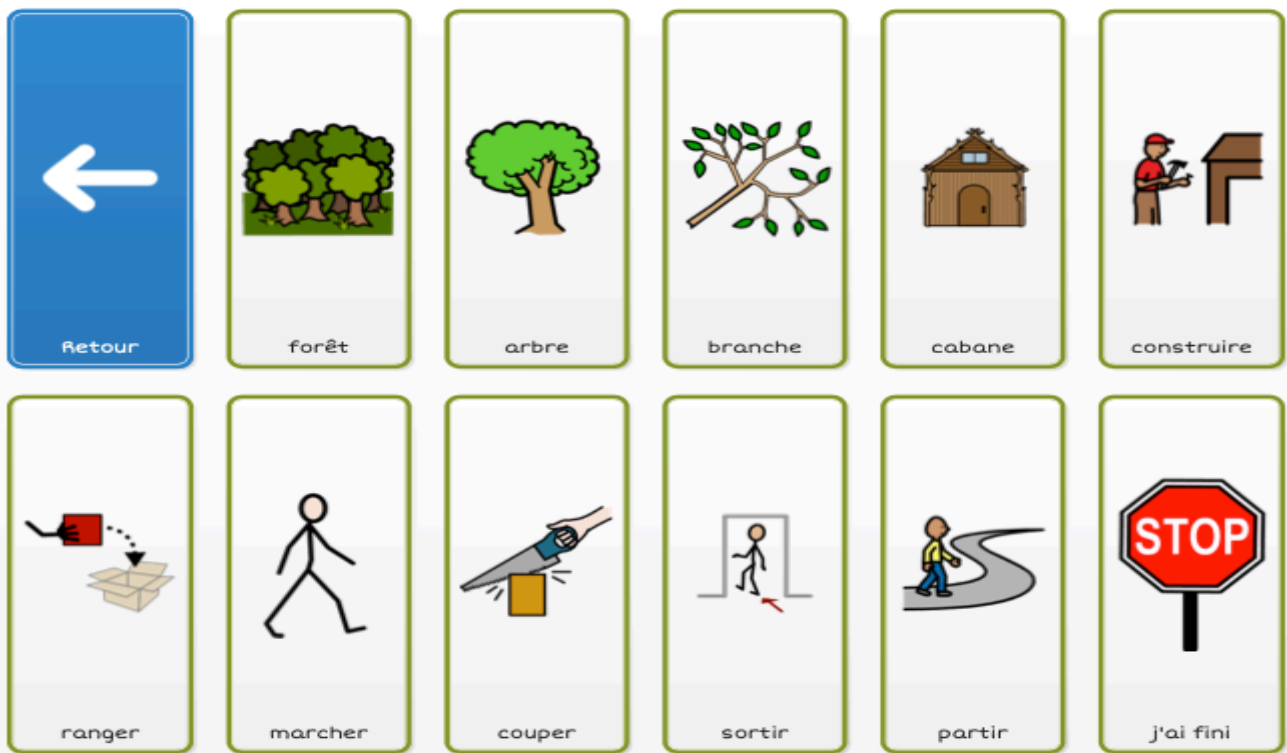 Retour
forêt
arbre
branche
cabane
construire
STOP
ranger
marcher
couper
sortir
partir
j'ai fini